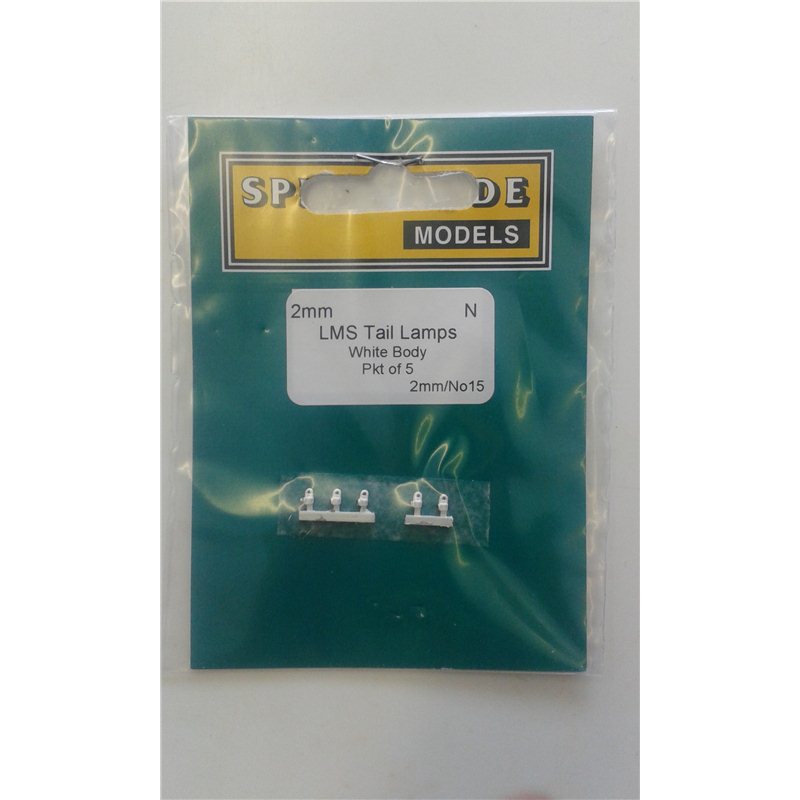 MODELS
2mm N
LMS Tail Lamps
White Body
Pkt of 5
2mm/No15